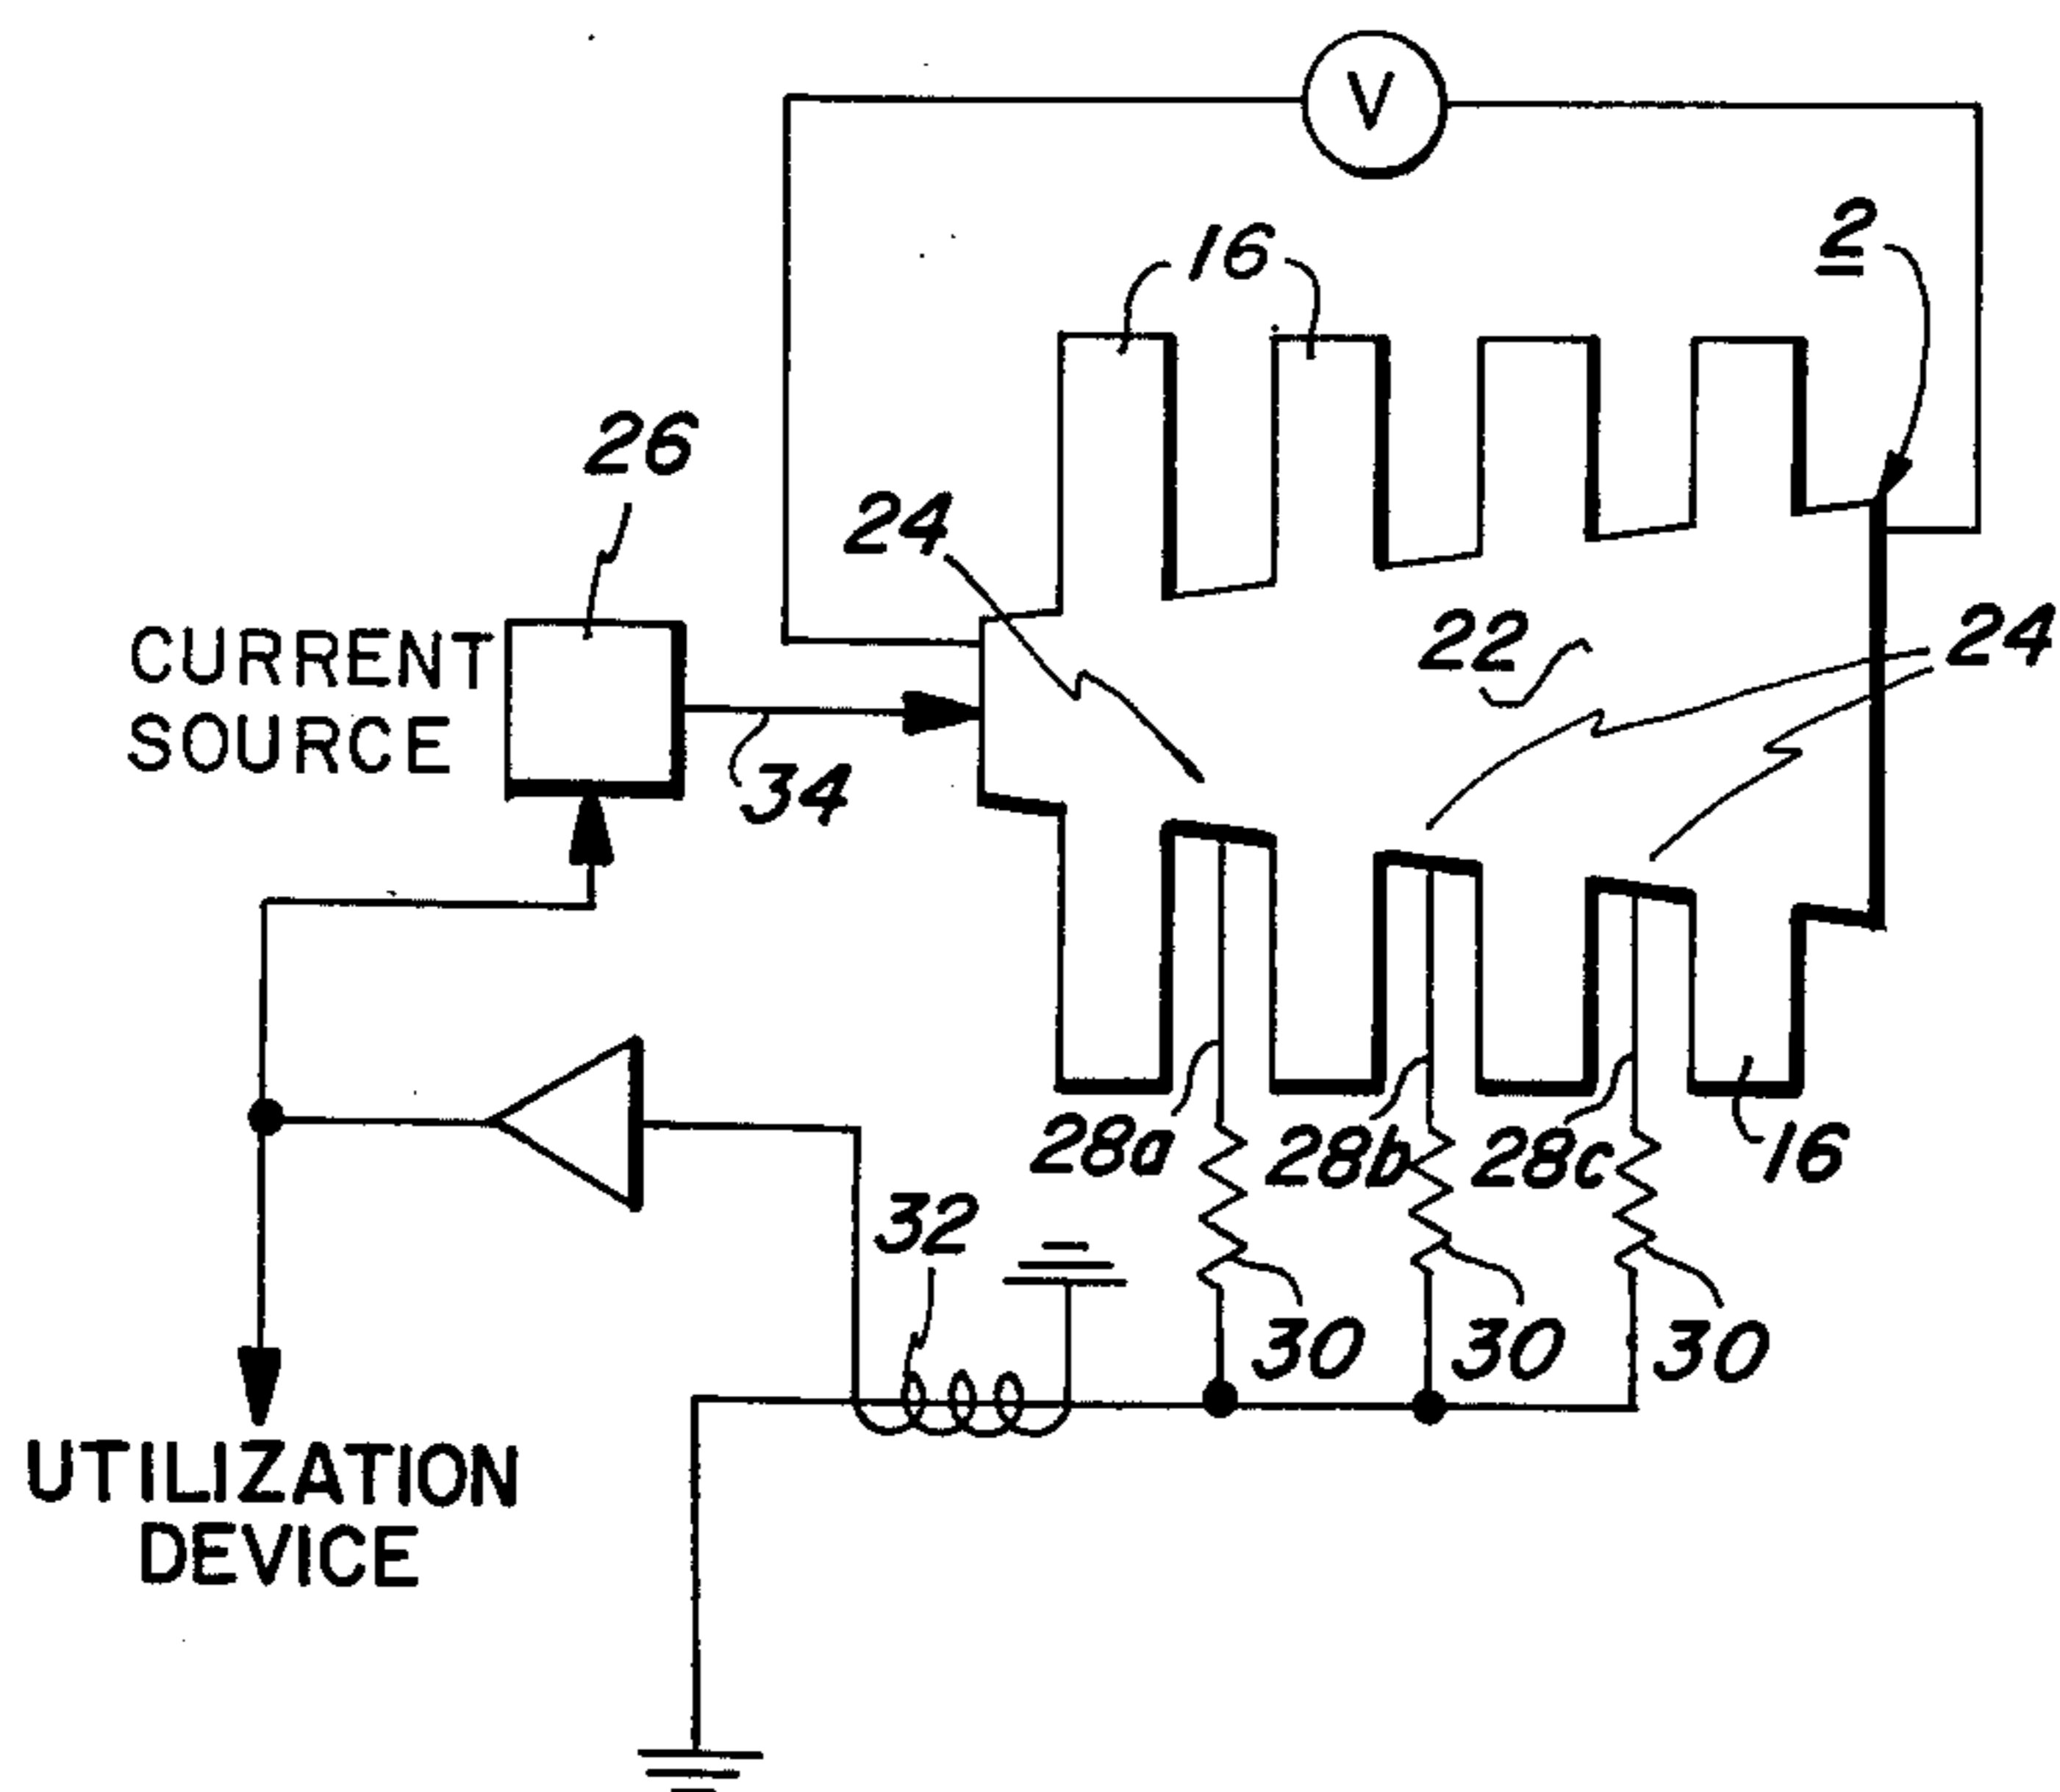 V
2
16
26
24
22
24
CURRENT
SOURCE
34
28a
28b
28c
16
32
30
30
30
UTILIZATION
DEVICE